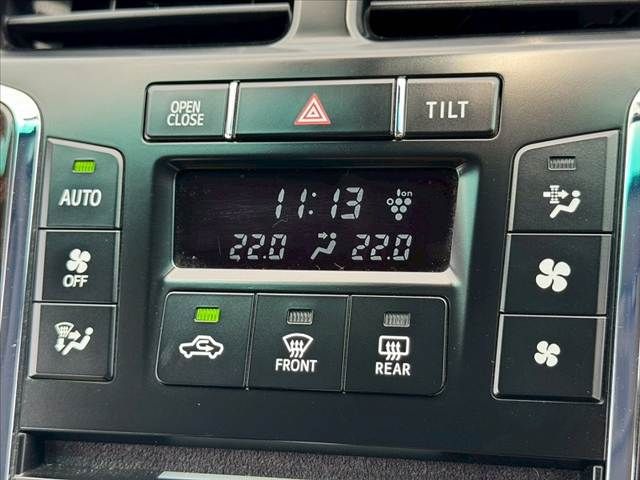 OPEN
CLOSE
TILT
AUTO
11:13
ion
22.0
22.0
OFF
FRONT
REAR